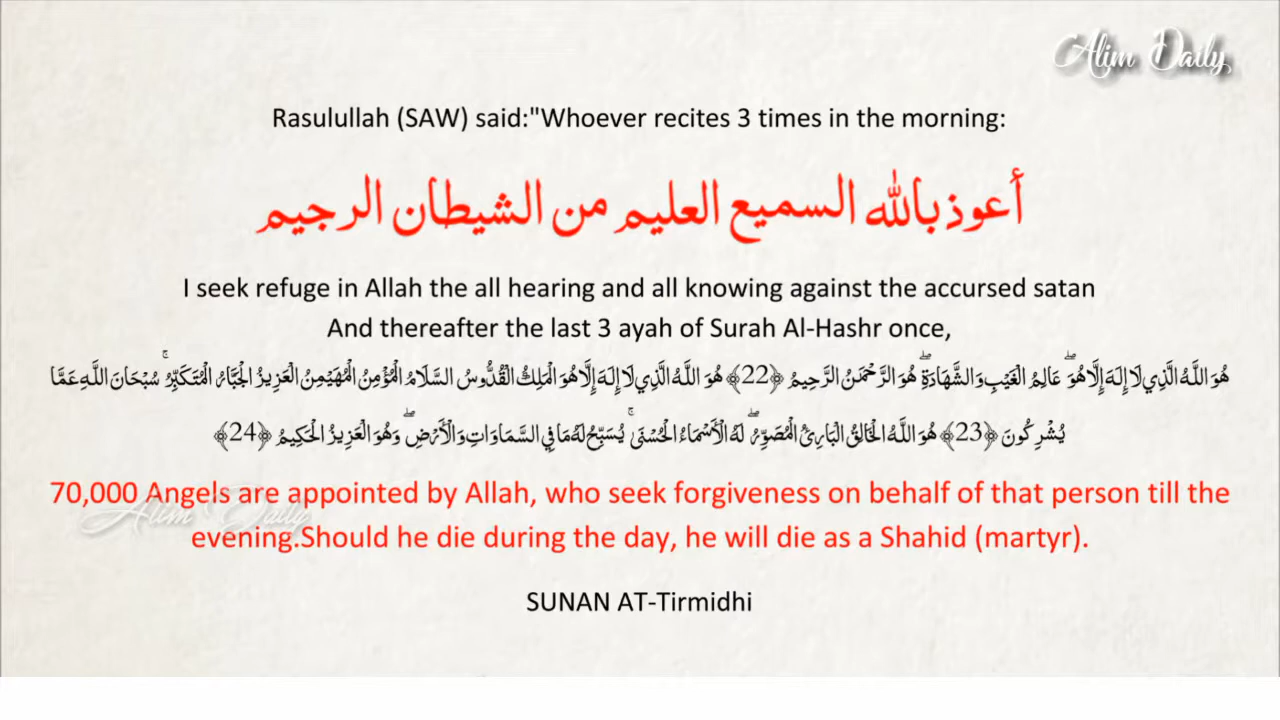 Alim Daily
Rasulullah (SAW) said:"Whoever recites 3 times in the morning:
أعوذ بالله السميع العليم من الشيطان الرجيم
I seek refuge in Allah the all hearing and all knowing against the accursed satan
And thereafter the last 3 ayah of Surah Al-Hashr once,
هُوَ اللَّهُ الَّذِي لَا إِلَهَ إِلَّا هُوَ ۖ عَالِمُ الْغَيْبِ وَالشَّهَادَةِ ۖ هُوَ الرَّحْمَنُ الرَّحِيمُ ﴿22﴾ هُوَ اللَّهُ الَّذِي لَا إِلَهَ إِلَّا هُوَ الْمَلِكُ الْقُدُّوسُ السَّلَامُ الْمُؤْمِنُ الْمُهَيْمِنُ الْعَزِيزُ الْجَبَّارُ الْمُتَكَبِّرُ ۚ سُبْحَانَ اللَّهِ عَمَّا
يُشْرِكُونَ ﴿23﴾ هُوَ اللَّهُ الْخَالِقُ الْبَارِئُ الْمُصَوِّرُ ۖ لَهُ الْأَسْمَاءُ الْحُسْنَى ۚ يُسَبِّحُ لَهُ مَا فِي السَّمَاوَاتِ وَالْأَرْضِ ۖ وَهُوَ الْعَزِيزُ الْحَكِيمُ ﴿24﴾
70,000 Angels are appointed by Allah, who seek forgiveness on behalf of that person till the
Alim Daily
evening.Should he die during the day, he will die as a Shahid (martyr).
SUNAN AT-Tirmidhi